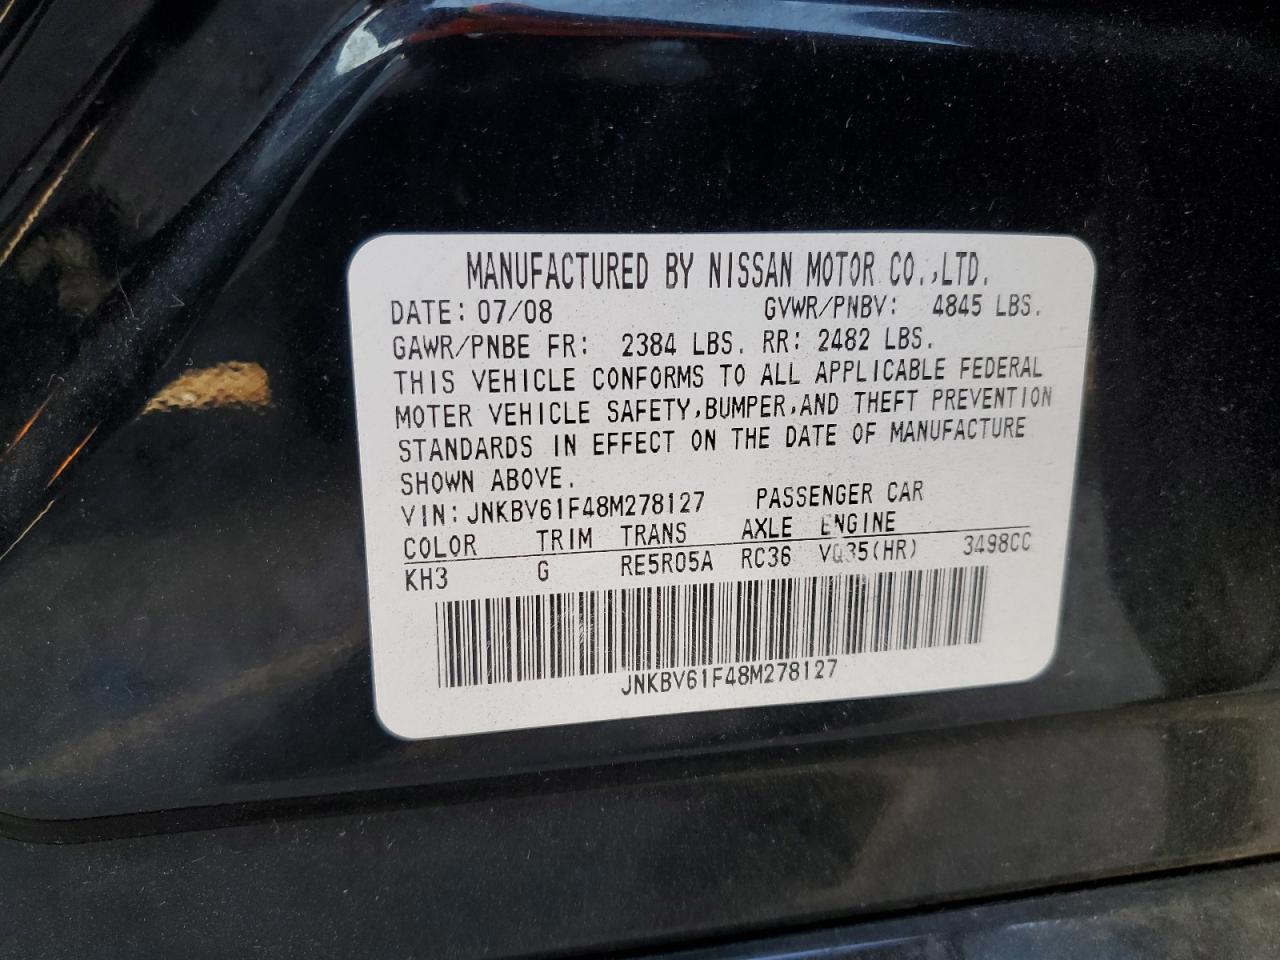 MANUFACTURED BY NISSAN MOTOR CO.,LTD.
DATE: 07/08 GVWR/PNBV: 4845 LBS.
GAWR/PNBE FR: 2384 LBS. RR: 2482 LBS.
THIS VEHICLE CONFORMS TO ALL APPLICABLE FEDERAL
MOTER VEHICLE SAFETY,BUMPER,AND THEFT PREVENTION
STANDARDS IN EFFECT ON THE DATE OF MANUFACTURE
SHOWN ABOVE.
VIN: JNKBV61F48M278127 PASSENGER CAR
COLOR TRIM TRANS AXLE ENGINE
KH3 G RE5R05A RC36 VQ35(HR) 3498CC
JNKBV61F48M278127